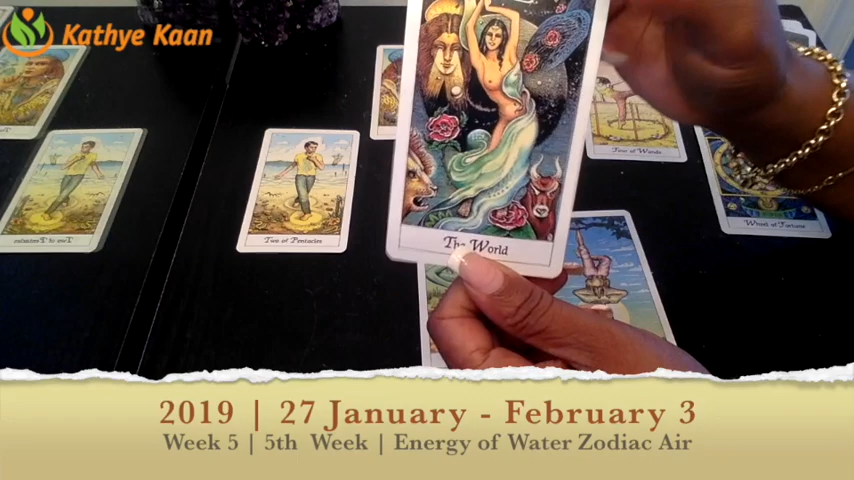 Kathye Kaan
Two of Pentacles
The World
Two of Wands
Wheel of Fortune
2019 | 27 January - February 3
Week 5 | 5th Week | Energy of Water Zodiac Air